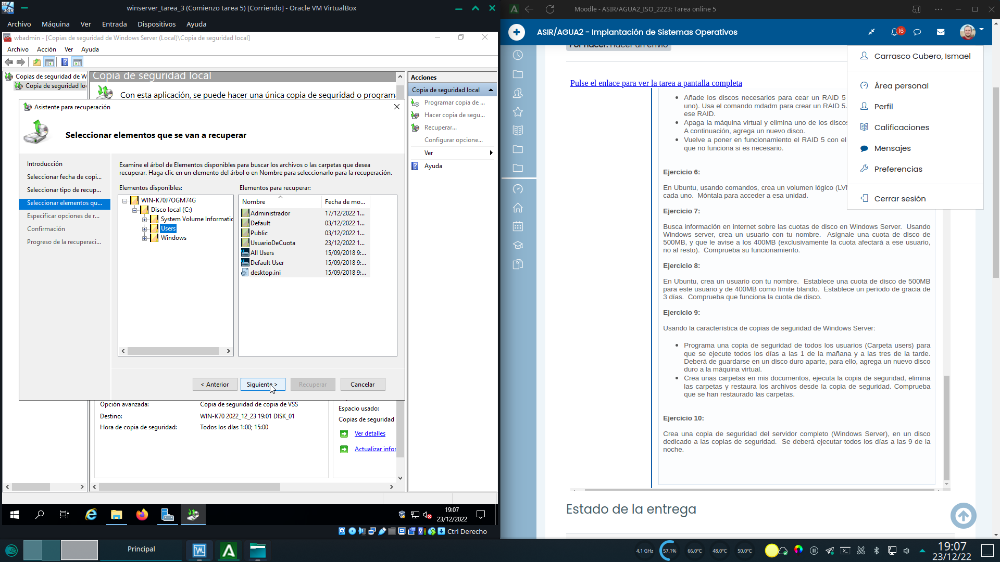 winserver_tarea_3 (Comienzo tarea 5) [Corriendo] - Oracle VM VirtualBox
Archivo Máquina Ver Entrada Dispositivos Ayuda
wbadmin - [Copias de seguridad de Windows Server (Local)\Copia de seguridad local]
Archivo Acción Ver Ayuda
Copias de seguridad de W
Copia de seguridad lo
Copia de seguridad local
Con esta aplicación, se puede hacer una única copia de seguridad o program
Acciones
Copia de seguridad local
Programar copia de ...
Hacer copia de segu...
Recuperar...
Configurar opcione...
Ver
Ayuda
Asistente para recuperación
Seleccionar elementos que se van a recuperar
Introducción
Seleccionar fecha de copi...
Seleccionar tipo de recup...
Seleccionar elementos qu...
Especificar opciones de r...
Confirmación
Progreso de la recuperaci...
Examine el árbol de Elementos disponibles para buscar los archivos o las carpetas que desea
recuperar. Haga clic en un elemento del árbol o en Nombre para seleccionarlo para la recuperación.
Elementos disponibles:
WIN-K70J7OGM74G
Disco local (C:)
System Volume Informatic
Users
Windows
Elementos para recuperar:
Nombre Fecha de mo...
Administrador 17/12/2022 1...
Default 03/12/2022 1...
Public 03/12/2022 1...
UsuarioDeCuota 23/12/2022 1...
All Users 15/09/2018 9:...
Default User 15/09/2018 9:...
desktop.ini 15/09/2018 9:...
< Anterior Siguiente > Recuperar Cancelar
Opción avanzada: Copia de seguridad de copia de VSS
Destino: WIN-K70 2022_12_23 19:01 DISK_01
Hora de copia de seguridad: Todos los días 1:00; 15:00
Espacio usado:
Copias de seguridad
Ver detalles
Actualizar infor
19:07
23/12/2022
Ctrl Derecho
Moodle - ASIR/AGUA2_ISO_2223: Tarea online 5
ASIR/AGUA2 - Implantación de Sistemas Operativos
16
Por hacer: Hacer un envío
Carrasco Cubero, Ismael
Área personal
Perfil
Calificaciones
Mensajes
Preferencias
Cerrar sesión
Pulse el enlace para ver la tarea a pantalla completa
Añade los discos necesarios para cear un RAID 5
uno). Usa el comando mdadm para crear un RAID 5.
ese RAID.
Apaga la máquina virtual y elimina uno de los discos
A continuación, agrega un nuevo disco.
Vuelve a poner en funcionamiento el RAID 5 con el
que no funciona si es necesario.
Ejercicio 6:
En Ubuntu, usando comandos, crea un volumen lógico (LVM
cada uno. Móntala para acceder a esa unidad.
Ejercicio 7:
Busca información en internet sobre las cuotas de disco en Windows Server. Usando
Windows server, crea un usuario con tu nombre. Asígnale una cuota de disco de
500MB, y que le avise a los 400MB (exclusivamente la cuota afectará a ese usuario,
no al resto). Comprueba su funcionamiento.
Ejercicio 8:
En Ubuntu, crea un usuario con tu nombre. Establece una cuota de disco de 500MB
para este usuario y de 400MB como límite blando. Establece un período de gracia de
3 días. Comprueba que funciona la cuota de disco.
Ejercicio 9:
Usando la característica de copias de seguridad de Windows Server:
Programa una copia de seguridad de todos los usuarios (Carpeta users) para
que se ejecute todos los días a las 1 de la mañana y a las tres de la tarde.
Deberá de guardarse en un disco duro aparte, para ello, agrega un nuevo disco
duro a la máquina virtual.
Crea unas carpetas en mis documentos, ejecuta la copia de seguridad, elimina
las carpetas y restaura los archivos desde la copia de seguridad. Comprueba
que se han restaurado las carpetas.
Ejercicio 10:
Crea una copia de seguridad del servidor completo (Windows Server), en un disco
dedicado a las copias de seguridad. Se deberá ejecutar todos los días a las 9 de la
noche.
Estado de la entrega
Principal
4,1 GHz 57,1% 66,0°C 48,0°C 50,0°C
19:07
23/12/22